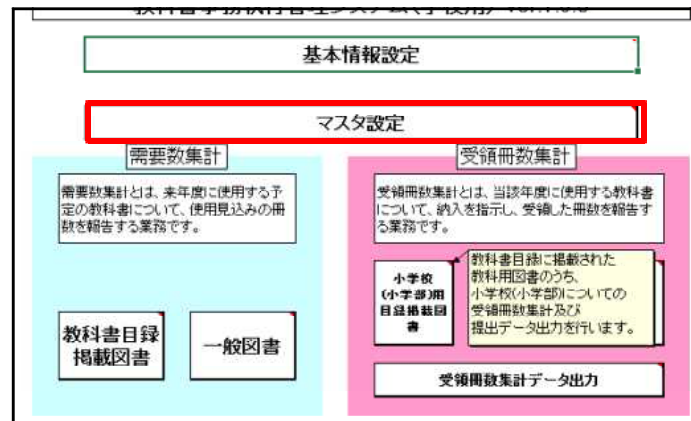 基本情報設定
マスタ設定
需要数集計
需要数集計とは、来年度に使用する予
定の教科書について、使用見込みの冊
数を報告する業務です。
教科書目録
掲載図書
一般図書
受領冊数集計
受領冊数集計とは、当該年度に使用する教科書
について、納入を指示し、受領した冊数を報告す
る業務です。
小学校
(小学部)用
目録掲載図
書
教科書目録に掲載された
教科用図書のうち、
小学校(小学部)についての
受領冊数集計及び
提出データ出力を行います。
受領冊数集計データ出力